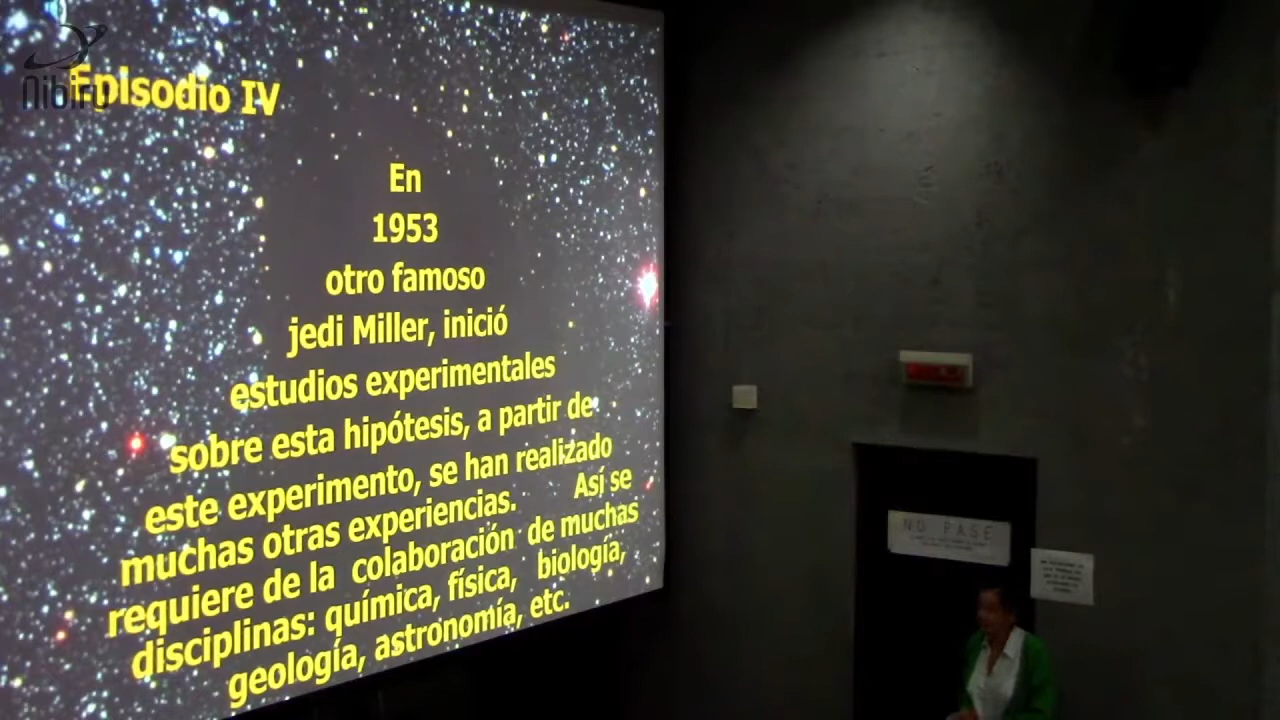 Nibiru
Episodio IV
En
1953
otro famoso
jedi Miller, inició
estudios experimentales
sobre esta hipótesis, a partir de
este experimento, se han realizado
muchas otras experiencias. Así se
requiere de la colaboración de muchas
disciplinas: química, física, biología,
geología, astronomía, etc.
NO PASE